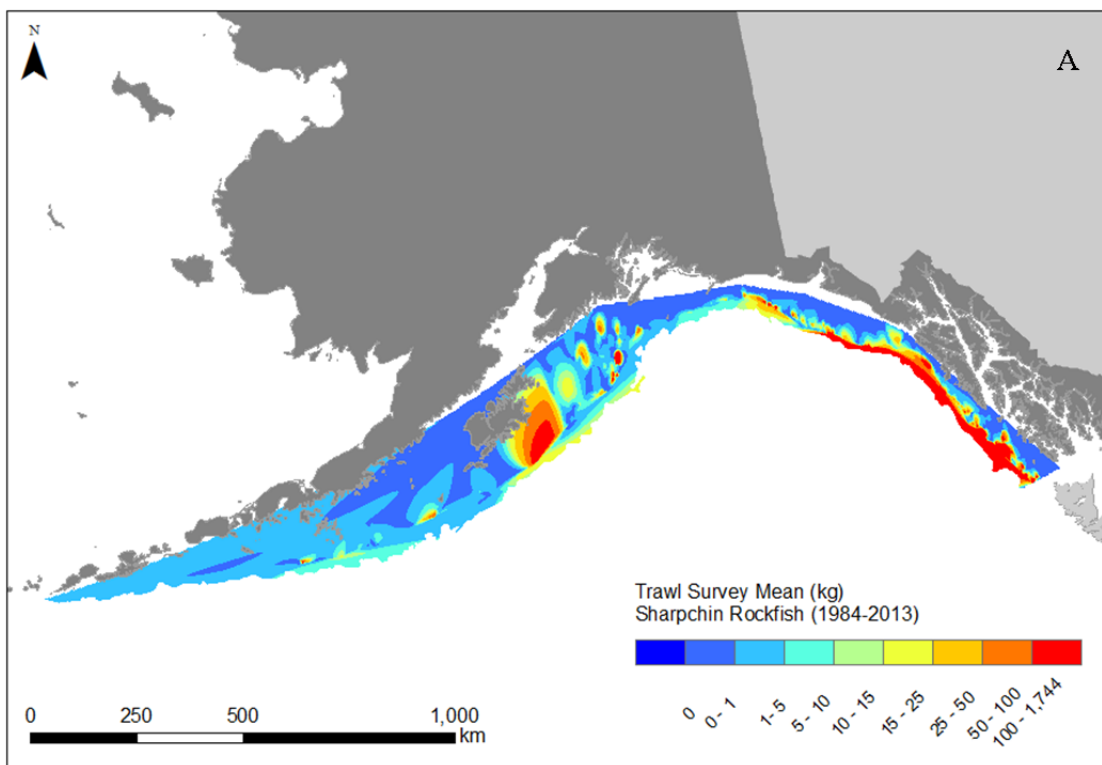 N
A
Trawl Survey Mean (kg)
Sharpchin Rockfish (1984-2013)
0
0 - 1
1- 5
5 - 10
10 - 15
15 - 25
25 - 50
50 - 100
100 - 1,744
0 250 500 1,000
km